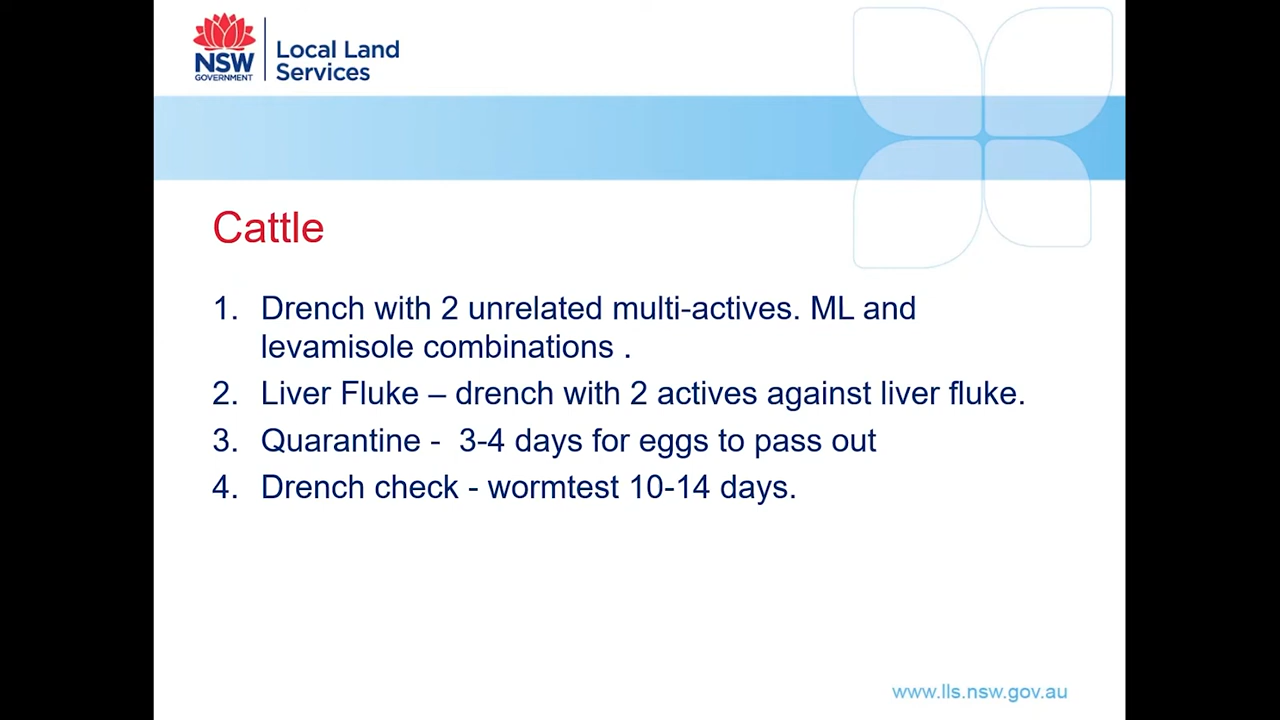 NSW
GOVERNMENT
Local Land
Services
Cattle
1. Drench with 2 unrelated multi-actives. ML and
levamisole combinations .
2. Liver Fluke – drench with 2 actives against liver fluke.
3. Quarantine -  3-4 days for eggs to pass out
4. Drench check - wormtest 10-14 days.
www.lls.nsw.gov.au